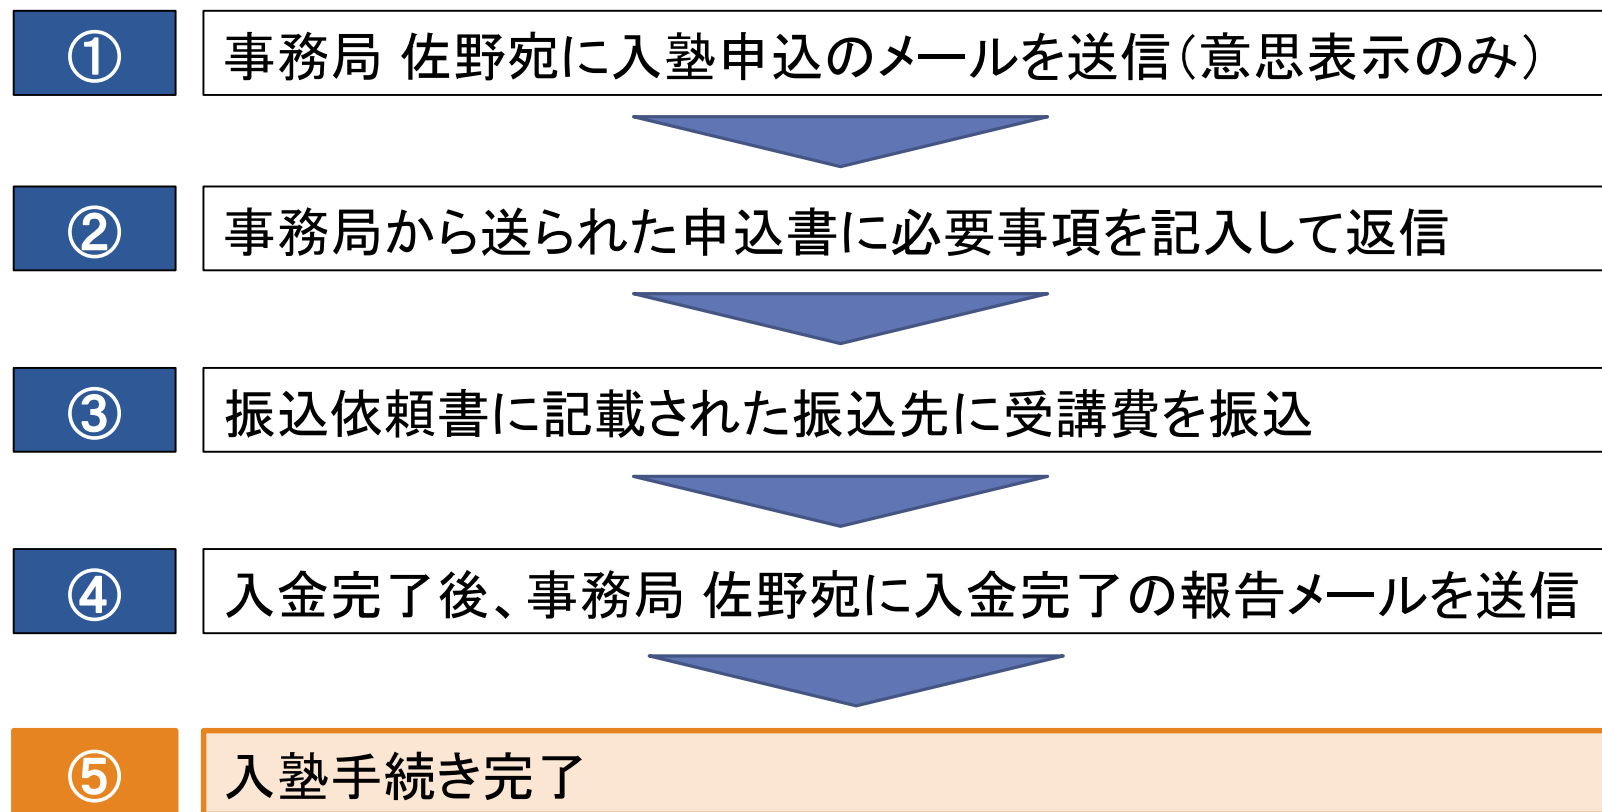 ① 事務局 佐野宛に入塾申込のメールを送信（意思表示のみ）
② 事務局から送られた申込書に必要事項を記入して返信
③ 振込依頼書に記載された振込先に受講費を振込
④ 入金完了後、事務局 佐野宛に入金完了の報告メールを送信
⑤ 入塾手続き完了